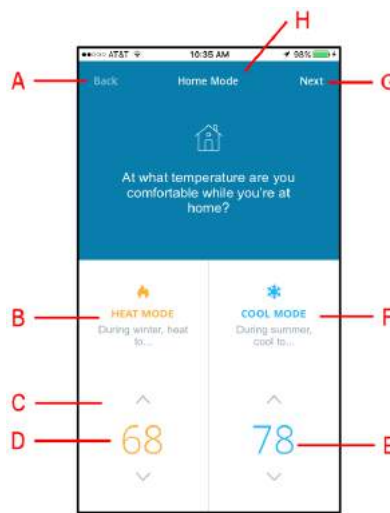 H
AT&T 10:35 AM 98%
A Back Home Mode Next G
At what temperature are you
comfortable while you're at
home?
B HEAT MODE COOL MODE F
During winter, heat
to...
During summer,
cool to...
C
D 68 78 E